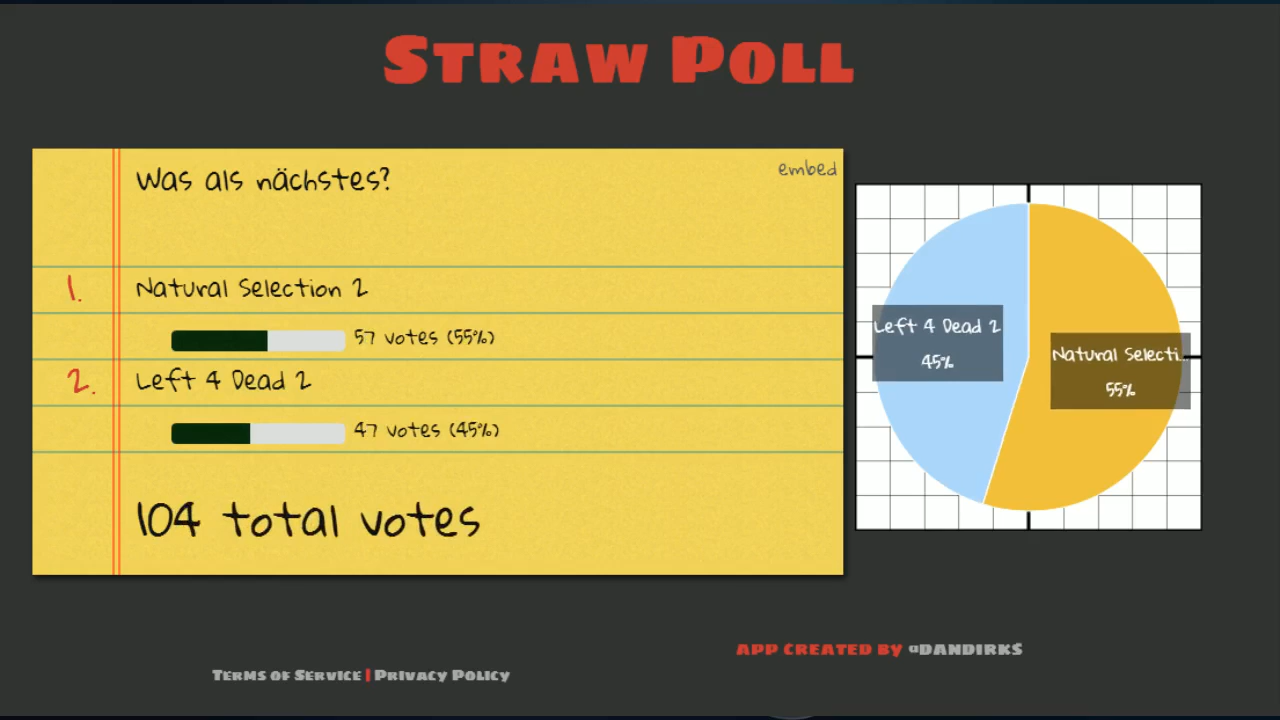 STRAW POLL
Was als nächstes?
embed
1. Natural Selection 2
57 votes (55%)
2. Left 4 Dead 2
47 votes (45%)
104 total votes
Left 4 Dead 2
45%
Natural Selecti...
55%
APP CREATED BY @DANDIRKS
TERMS OF SERVICE | PRIVACY POLICY